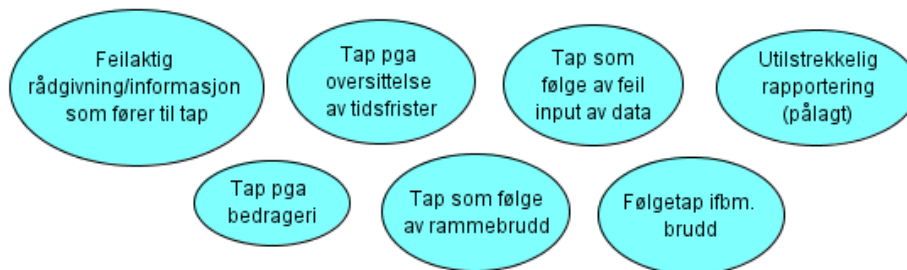 Feilaktig
rådgivning/informasjon
som fører til tap
Tap pga
oversittelse
av tidsfrister
Tap som
følge av feil
input av data
Utilstrekkelig
rapportering
(pålagt)
Tap pga
bedrageri
Tap som følge
av rammebrudd
Følgetap ifbm.
brudd